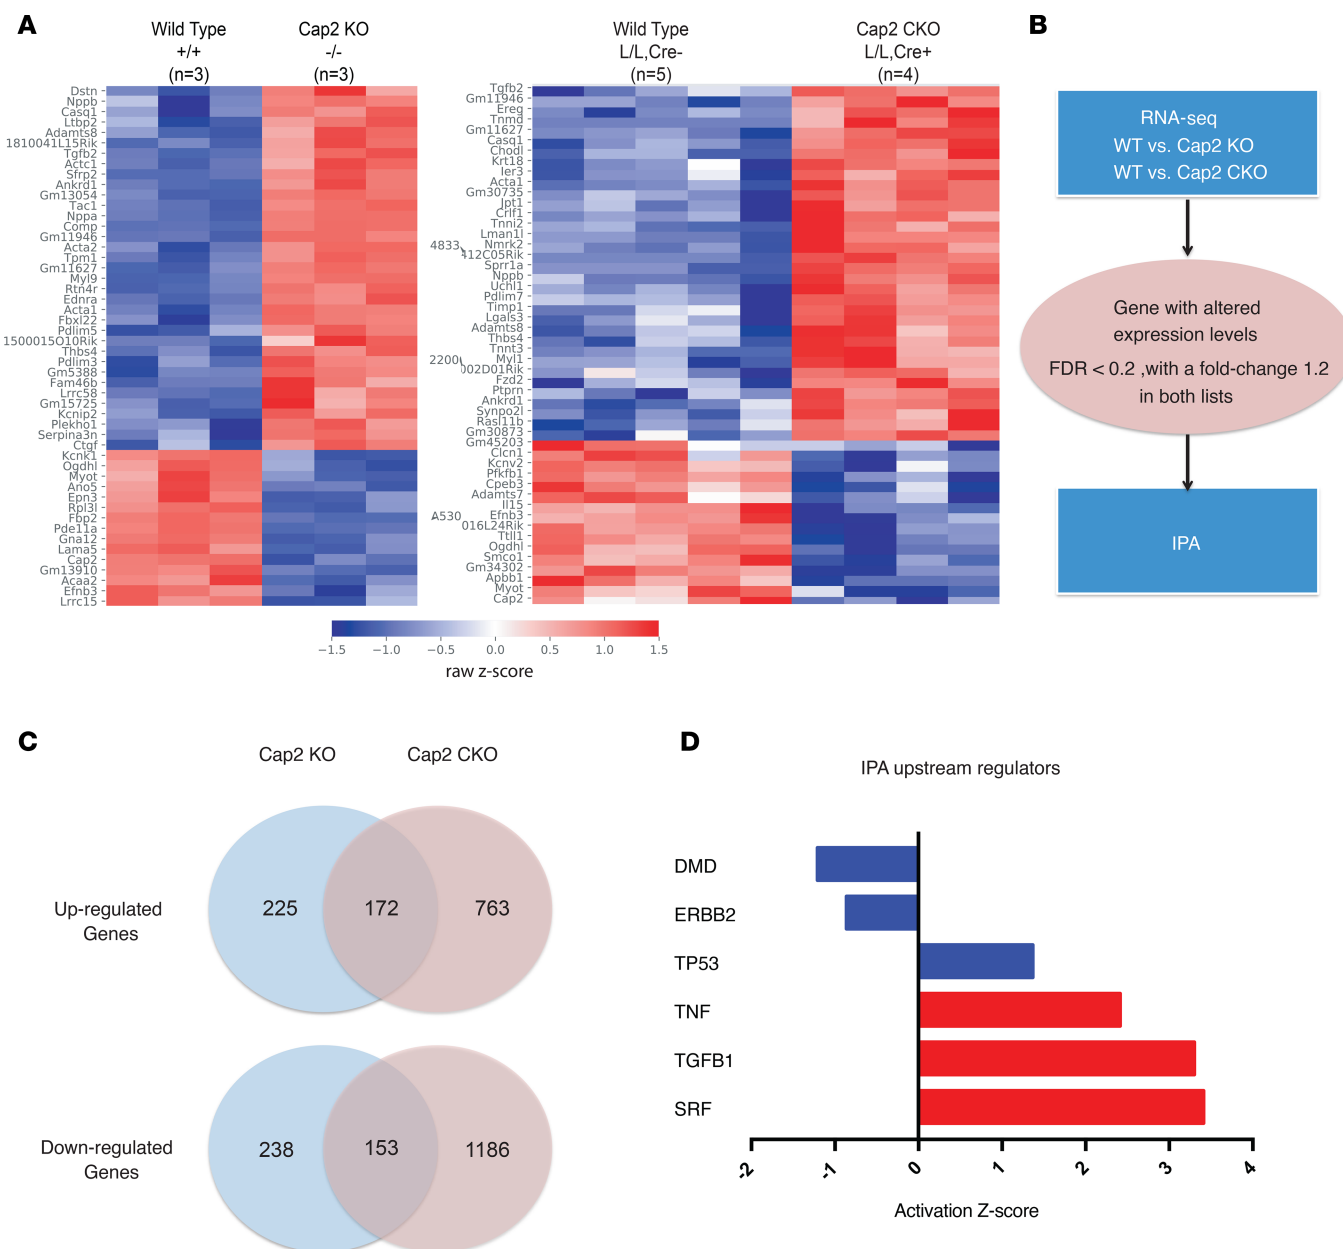 A
Wild Type
+/+
(n=3)
Cap2 KO
-/-
(n=3)
Dstn
Nppb
Casq1
Ltbp2
Adamts8
1810041L15Rik
Tgfb2
Actc1
Sfrp2
Ankrd1
Gm13054
Tac1
Nppa
Comp
Gm11946
Acta2
Tpm1
Gm11627
Myl9
Rtn4r
Ednra
Acta1
Fbxl22
Pdlim5
1500015O10Rik
Thbs4
Pdlim3
Gm5388
Fam46b
Lrrc58
Gm15725
Kcnip2
Plekho1
Serpina3n
Ctgf
Kcnk1
Ogdhl
Myot
Ano5
Epn3
Rpl3l
Fbp2
Pde11a
Gna12
Lama5
Cap2
Gm13910
Acaa2
Efnb3
Lrrc15
Wild Type
L/L,Cre-
(n=5)
Cap2 CKO
L/L,Cre+
(n=4)
Tgfb2
Gm11946
Ereg
Tnmd
Gm11627
Casq1
Chodl
Krt18
Ier3
Acta1
Gm30735
Jpt1
Crlf1
Tnni2
Lman1l
Nmrk2
4833
412C05Rik
Sprr1a
Nppb
Uchl1
Pdlim7
Timp1
Lgals3
Adamts8
Thbs4
Tnnt3
Myl1
2200
002D01Rik
Fzd2
Ptprn
Ankrd1
Synpo2l
Rasl11b
Gm30873
Gm45203
Clcn1
Kcnv2
Pfkfb1
Cpeb3
Adamts7
Il15
Efnb3
A530
016L24Rik
Ttll1
Ogdhl
Smco1
Gm34302
Apbb1
Myot
Cap2
−1.5 −1.0 −0.5 0.0 0.5 1.0 1.5
raw z-score
B
RNA-seq
WT vs. Cap2 KO
WT vs. Cap2 CKO
Gene with altered
expression levels
FDR < 0.2 ,with a fold-change 1.2
in both lists
IPA
C
Cap2 KO
Cap2 CKO
Up-regulated
Genes
225
172
763
Down-regulated
Genes
238
153
1186
D
IPA upstream regulators
DMD
ERBB2
TP53
TNF
TGFB1
SRF
-2 -1 0 1 2 3 4
Activation Z-score